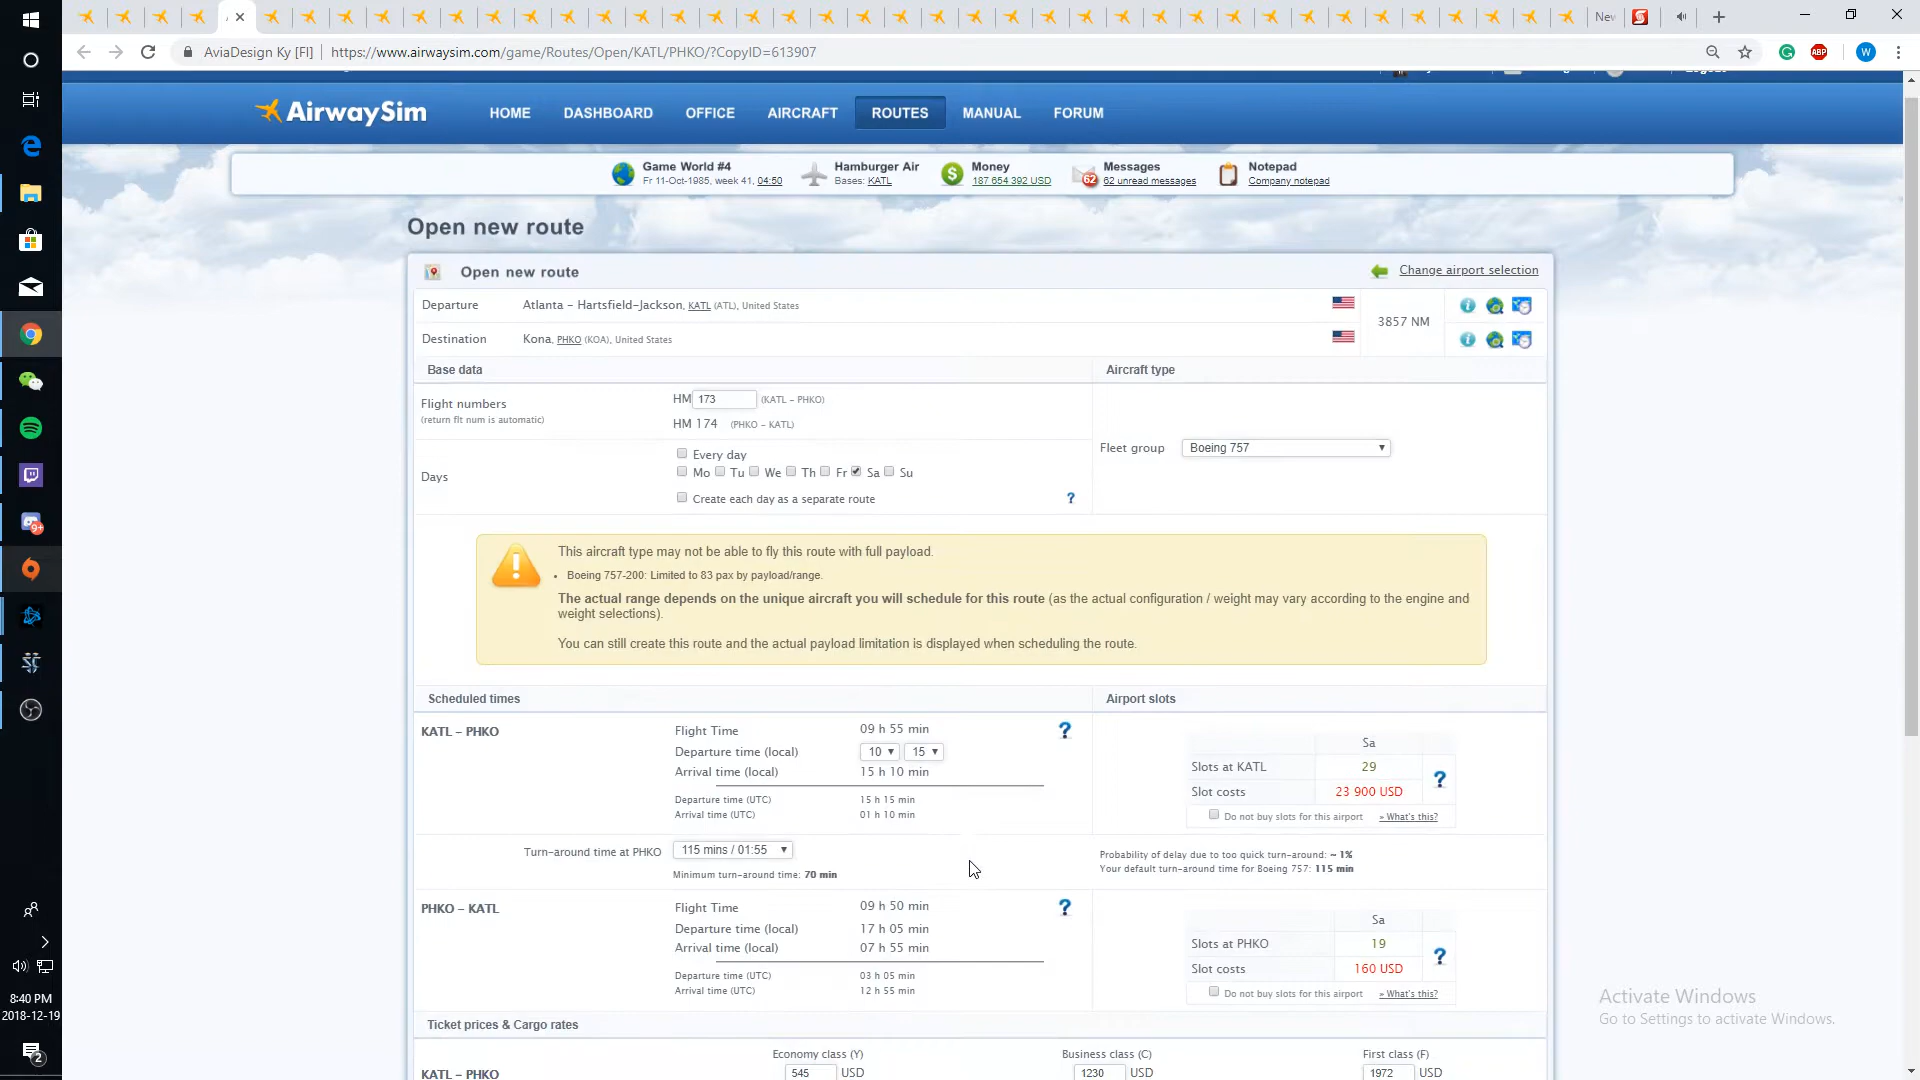 New
AviaDesign Ky [FI]
https://www.airwaysim.com/game/Routes/Open/KATL/PHKO/?CopyID=613907
ABP
W
AirwaySim
HOME
DASHBOARD
OFFICE
AIRCRAFT
ROUTES
MANUAL
FORUM
Game World #4
Fr 11-Oct-1985, week 41, 04:50
Hamburger Air
Bases: KATL
Money
187 654 392 USD
62
Messages
62 unread messages
Notepad
Company notepad
Open new route
Open new route
Change airport selection
Departure
Atlanta - Hartsfield-Jackson, KATL (ATL), United States
3857 NM
Destination
Kona, PHKO (KOA), United States
Base data
Aircraft type
Flight numbers
(return flt num is automatic)
HM 173 (KATL - PHKO)
HM 174 (PHKO - KATL)
Days
Every day
Mo Tu We Th Fr Sa Su
Create each day as a separate route
?
Fleet group
Boeing 757
This aircraft type may not be able to fly this route with full payload.
• Boeing 757-200: Limited to 83 pax by payload/range.
The actual range depends on the unique aircraft you will schedule for this route (as the actual configuration / weight may vary according to the engine and
weight selections).
You can still create this route and the actual payload limitation is displayed when scheduling the route.
Scheduled times
Airport slots
KATL - PHKO
Flight Time 09 h 55 min
Departure time (local) 10 15
Arrival time (local) 15 h 10 min
Departure time (UTC) 15 h 15 min
Arrival time (UTC) 01 h 10 min
?
Sa
Slots at KATL 29
Slot costs 23 900 USD
?
Do not buy slots for this airport » What's this?
Turn-around time at PHKO 115 mins / 01:55
Minimum turn-around time: 70 min
Probability of delay due to too quick turn-around: ~ 1%
Your default turn-around time for Boeing 757: 115 min
PHKO - KATL
Flight Time 09 h 50 min
Departure time (local) 17 h 05 min
Arrival time (local) 07 h 55 min
Departure time (UTC) 03 h 05 min
Arrival time (UTC) 12 h 55 min
?
Sa
Slots at PHKO 19
Slot costs 160 USD
?
Do not buy slots for this airport » What's this?
Ticket prices & Cargo rates
Economy class (Y)
Business class (C)
First class (F)
KATL - PHKO
545 USD
1230 USD
1972 USD
Activate Windows
Go to Settings to activate Windows.
9+
8:40 PM
2018-12-19
2